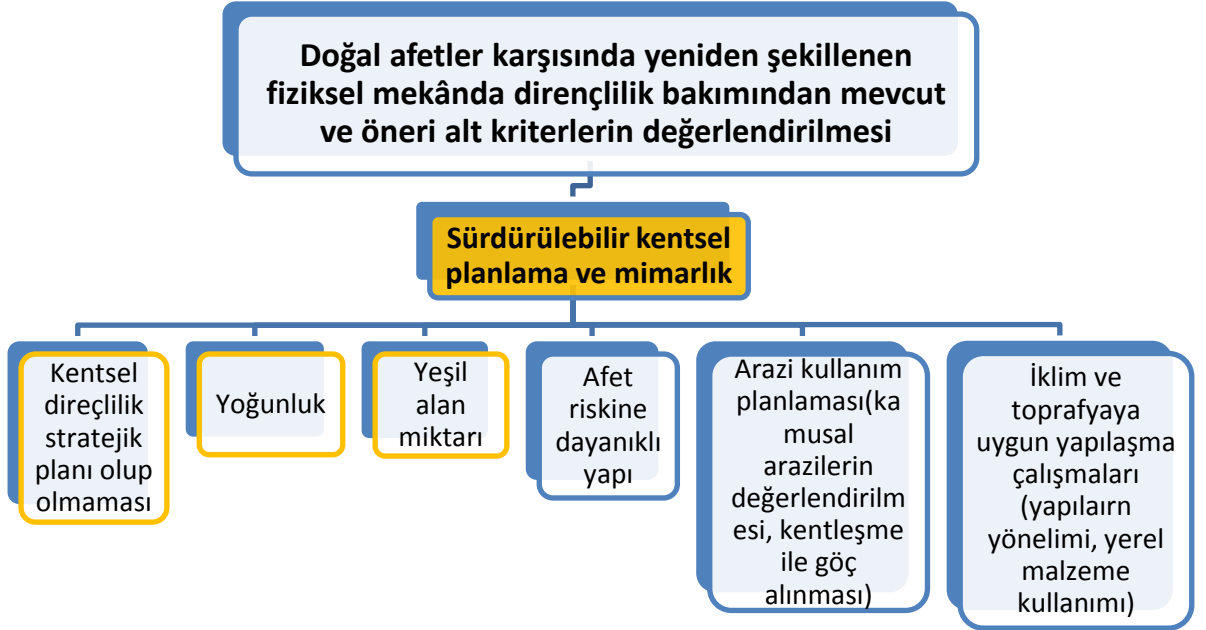 Doğal afetler karşısında yeniden şekillenen
fiziksel mekânda dirençlilik bakımından mevcut
ve öneri alt kriterlerin değerlendirilmesi
Sürdürülebilir kentsel
planlama ve mimarlık
Kentsel
direçlilik
stratejik
planı olup
olmaması
Yoğunluk
Yeşil
alan
miktarı
Afet
riskine
dayanıklı
yapı
Arazi kullanım
planlaması(ka
musal
arazilerin
değerlendirilm
esi, kentleşme
ile göç
alınması)
İklim ve
toprafyaya
uygun yapılaşma
çalışmaları
(yapılaırn
yönelimi, yerel
malzeme
kullanımı)